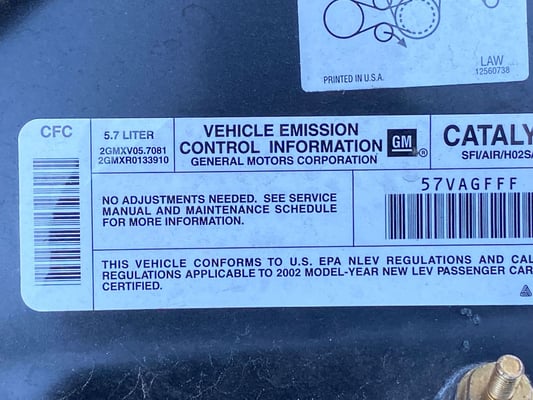 PRINTED IN U.S.A.
LAW
12560738
CFC
5.7 LITER
2GMXV05.7081
2GMXR0133910
VEHICLE EMISSION
CONTROL INFORMATION
GENERAL MOTORS CORPORATION
GM
CATALY
SFI/AIR/HO2S
NO ADJUSTMENTS NEEDED. SEE SERVICE
MANUAL AND MAINTENANCE SCHEDULE
FOR MORE INFORMATION.
57VAGFFF
THIS VEHICLE CONFORMS TO U.S. EPA NLEV REGULATIONS AND CAL
REGULATIONS APPLICABLE TO 2002 MODEL-YEAR NEW LEV PASSENGER CAR
CERTIFIED.